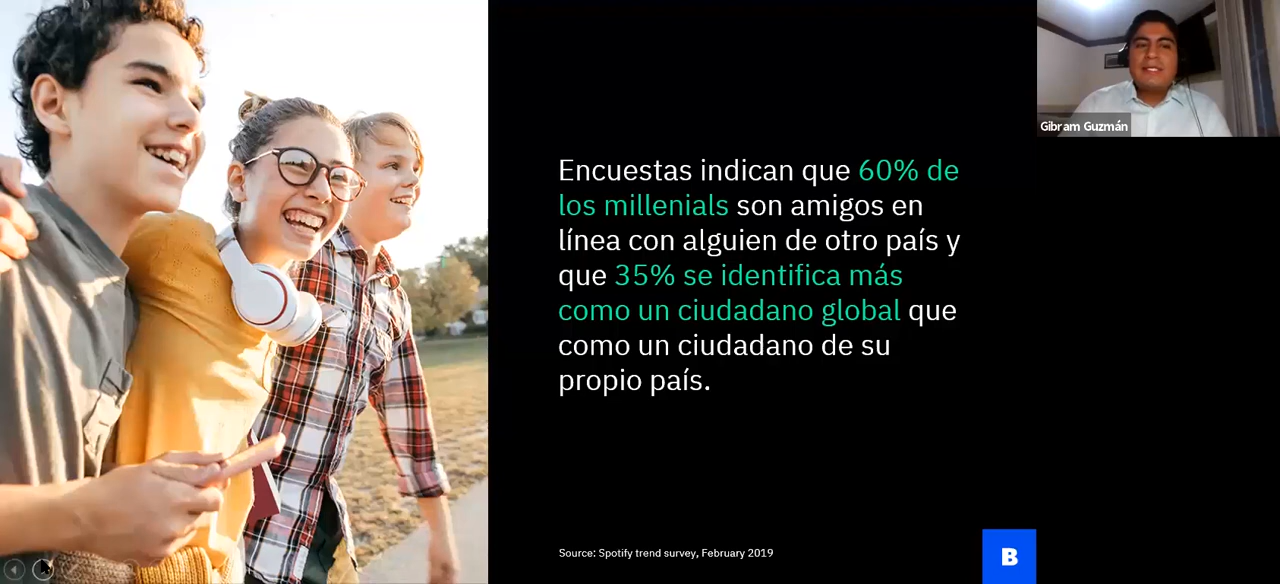 Gibram Guzmán
Encuestas indican que 60% de
los millenials son amigos en
línea con alguien de otro país y
que 35% se identifica más
como un ciudadano global que
como un ciudadano de su
propio país.
Source: Spotify trend survey, February 2019
B